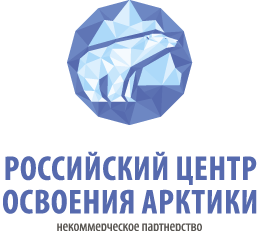 РОССИЙСКИЙ ЦЕНТР
ОСВОЕНИЯ АРКТИКИ
некоммерческое партнерство